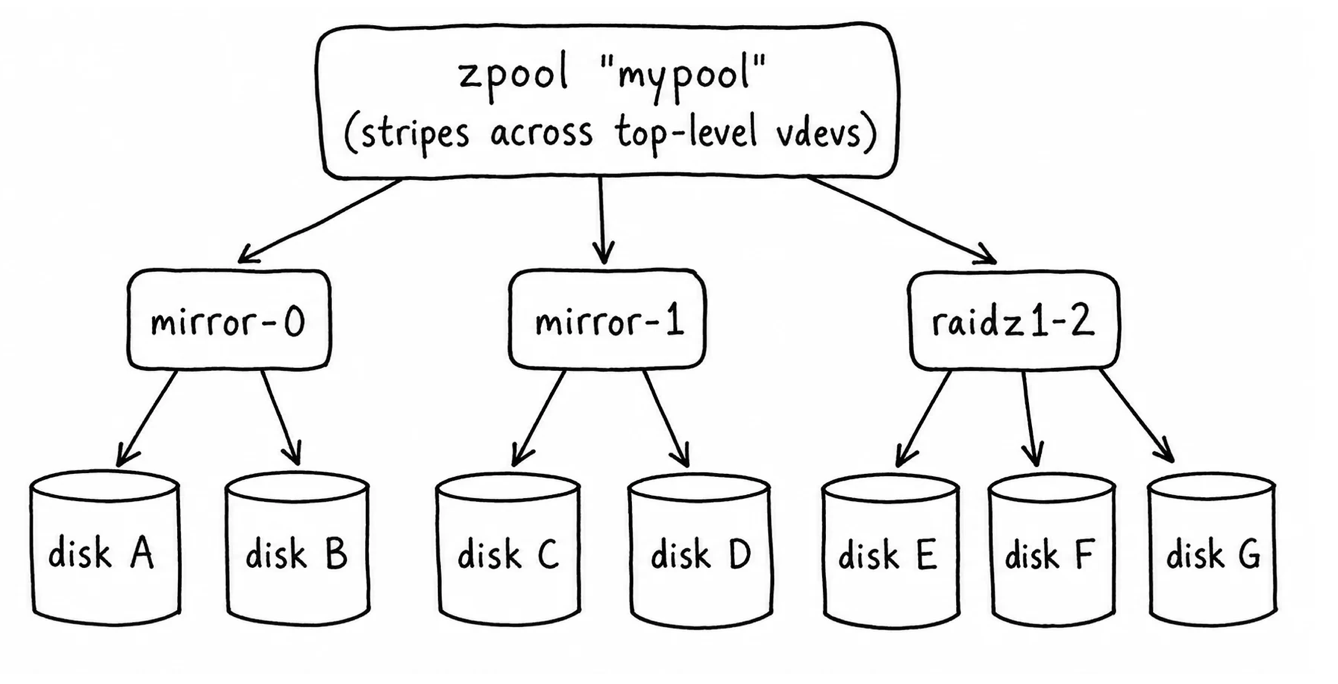 zpool "mypool"
(stripes across top-level vdevs)
mirror-0
mirror-1
raidz1-2
disk A
disk B
disk C
disk D
disk E
disk F
disk G